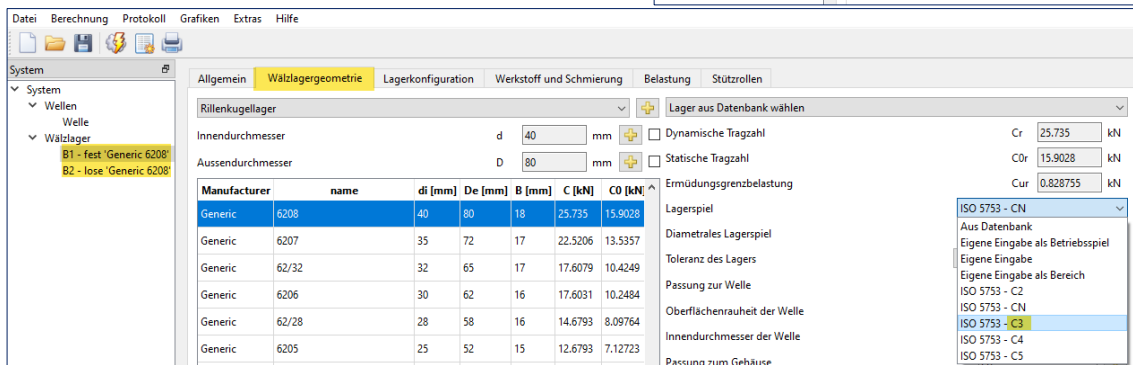 Datei Berechnung Protokoll Grafiken Extras Hilfe
System
System
Wellen
Welle
Wälzlager
B1 - fest 'Generic 6208'
B2 - lose 'Generic 6208'
Allgemein Wälzlagergeometrie Lagerkonfiguration Werkstoff und Schmierung Belastung Stützrollen
Rillenkugellager
Innendurchmesser d 40 mm
Aussendurchmesser D 80 mm
Manufacturer name di [mm] De [mm] B [mm] C [kN] C0 [kN]
Generic 6208 40 80 18 25.735 15.9028
Generic 6207 35 72 17 22.5206 13.5357
Generic 62/32 32 65 17 17.6079 10.4249
Generic 6206 30 62 16 17.6031 10.2484
Generic 62/28 28 58 16 14.6793 8.09764
Generic 6205 25 52 15 12.6793 7.12723
Lager aus Datenbank wählen
Dynamische Tragzahl Cr 25.735 kN
Statische Tragzahl C0r 15.9028 kN
Ermüdungsgrenzbelastung Cur 0.828755 kN
Lagerspiel ISO 5753 - CN
Diametrales Lagerspiel
Toleranz des Lagers
Passung zur Welle
Oberflächenrauheit der Welle
Innendurchmesser der Welle
Passung zum Gehäuse
Aus Datenbank
Eigene Eingabe als Betriebsspiel
Eigene Eingabe
Eigene Eingabe als Bereich
ISO 5753 - C2
ISO 5753 - CN
ISO 5753 - C3
ISO 5753 - C4
ISO 5753 - C5